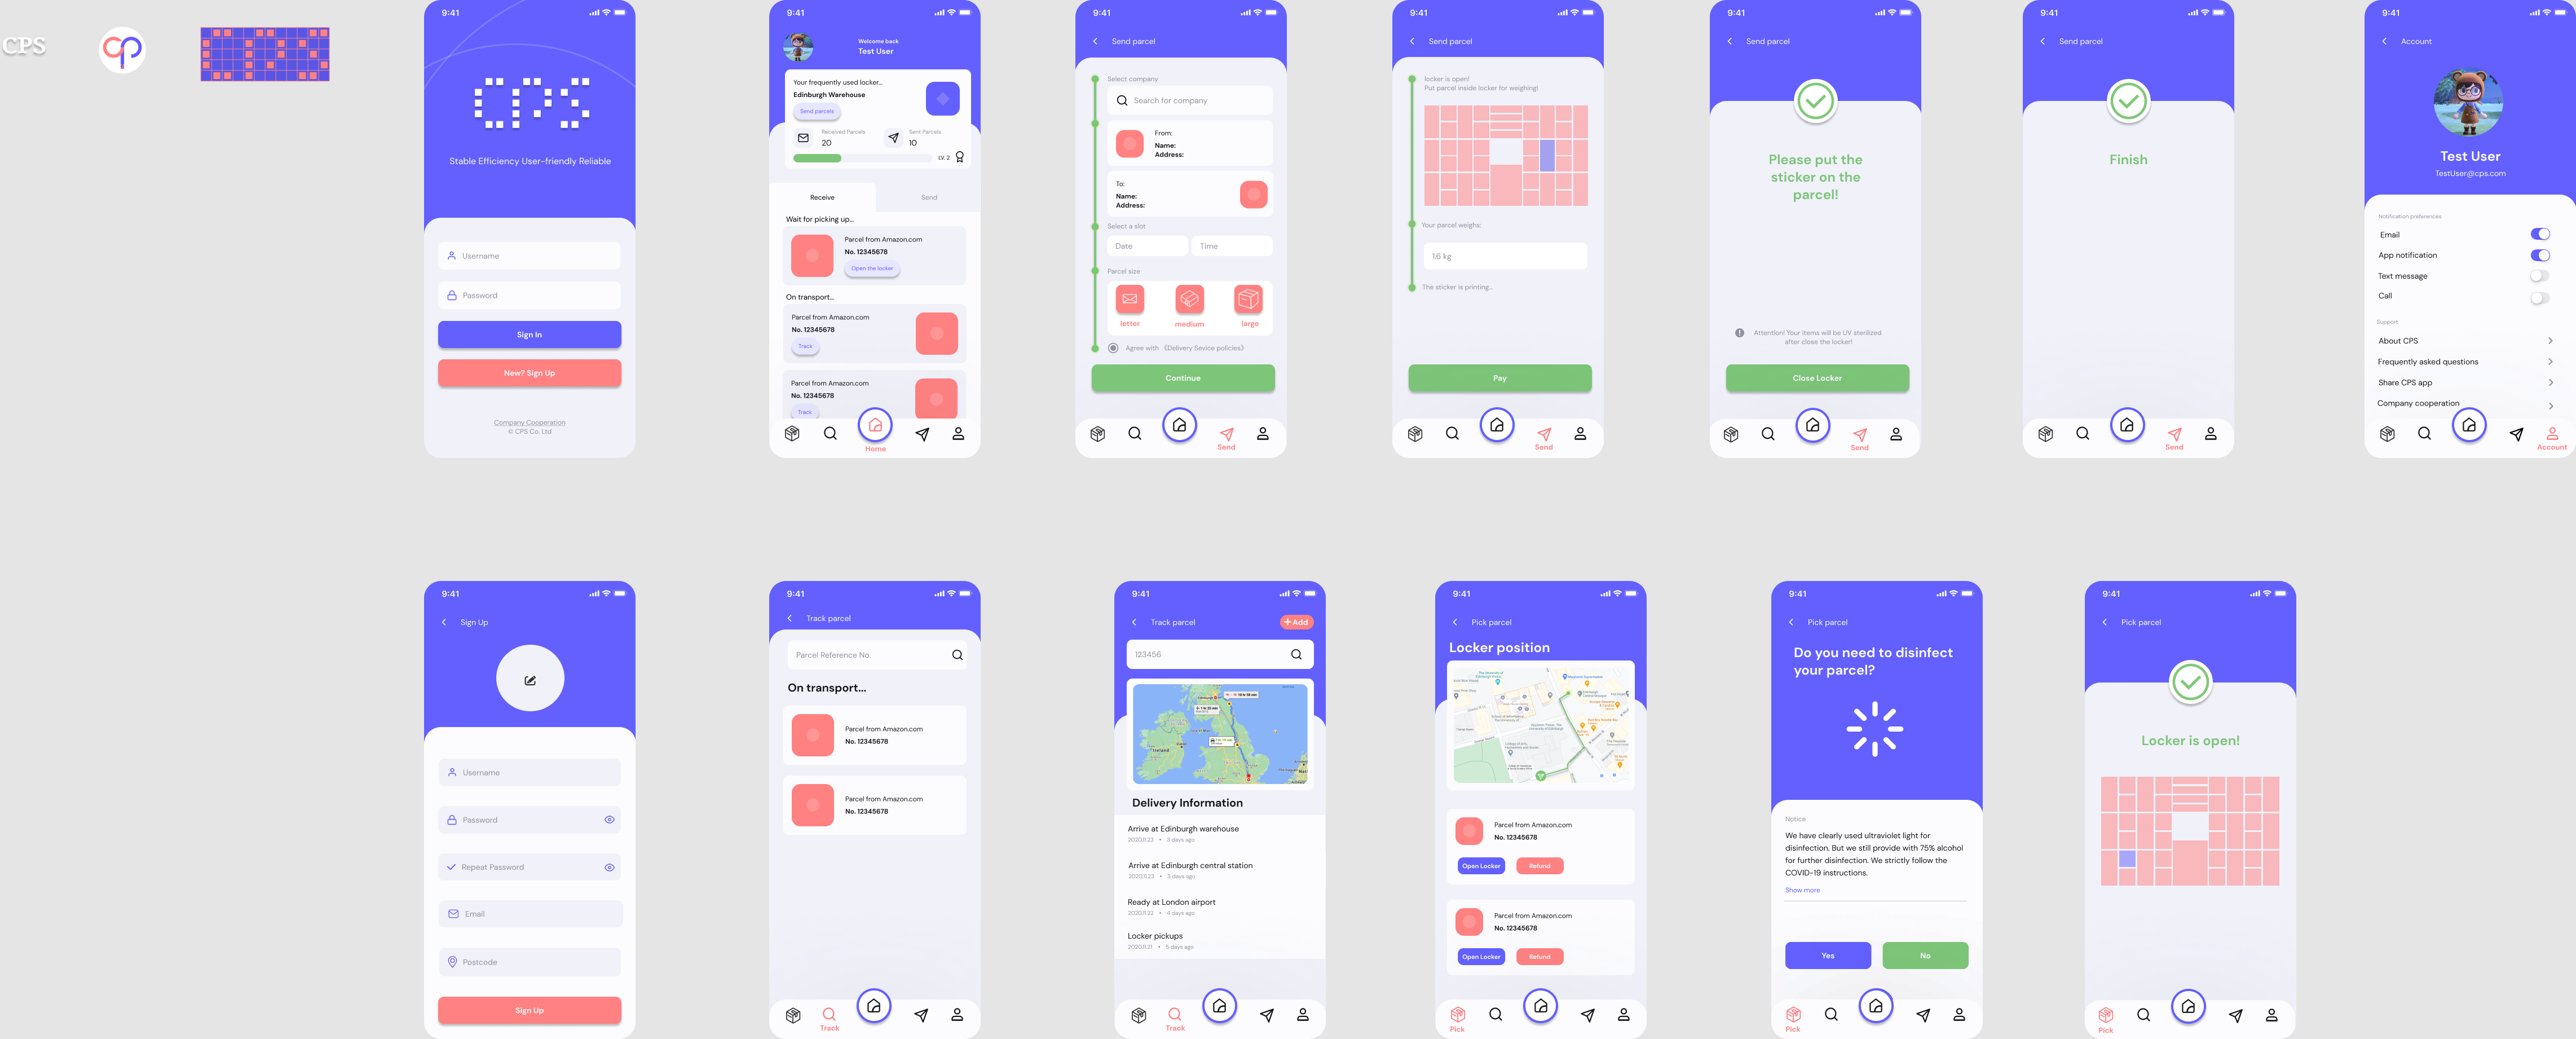 CPS
9:41
CPS
Stable Efficiency User-friendly Reliable
Username
Password
Sign In
New? Sign Up
Company Cooperation
© CPS Co. Ltd
9:41
Welcome back
Test User
Your frequently used locker...
Edinburgh Warehouse
Send parcels
Received Parcels
20
Sent Parcels
10
LV. 2
Receive
Send
Wait for picking up...
Parcel from Amazon.com
No. 12345678
Open the locker
On transport...
Parcel from Amazon.com
No. 12345678
Track
Parcel from Amazon.com
No. 12345678
Track
Home
9:41
Send parcel
Select company
Search for company
From:
Name:
Address:
To:
Name:
Address:
Select a slot
Date
Time
Parcel size
letter
medium
large
Agree with 《Delivery Sevice policies》
Continue
Send
9:41
Send parcel
locker is open!
Put parcel inside locker for weighing!
Your parcel weighs:
1.6 kg
The sticker is printing...
Pay
Send
9:41
Send parcel
Please put the
sticker on the
parcel!
Attention! Your items will be UV sterilized
after close the locker!
Close Locker
Send
9:41
Send parcel
Finish
Send
9:41
Account
Test User
TestUser@cps.com
Notification preferences
Email
App notification
Text message
Call
Support
About CPS
Frequently asked questions
Share CPS app
Company cooperation
Account
9:41
Sign Up
Username
Password
Repeat Password
Email
Postcode
Sign Up
9:41
Track parcel
Parcel Reference No.
On transport...
Parcel from Amazon.com
No. 12345678
Parcel from Amazon.com
No. 12345678
Track
9:41
Track parcel
+Add
123456
Ireland
Delivery Information
Arrive at Edinburgh warehouse
2020.11.23 • 3 days ago
Arrive at Edinburgh central station
2020.11.23 • 3 days ago
Ready at London airport
2020.11.22 • 4 days ago
Locker pickups
2020.11.21 • 5 days ago
Track
9:41
Pick parcel
Locker position
Parcel from Amazon.com
No. 12345678
Open Locker
Refund
Parcel from Amazon.com
No. 12345678
Open Locker
Refund
Pick
9:41
Pick parcel
Do you need to disinfect
your parcel?
Notice
We have clearly used ultraviolet light for
disinfection. But we still provide with 75% alcohol
for further disinfection. We strictly follow the
COVID-19 instructions.
Show more
Yes
No
Pick
9:41
Pick parcel
Locker is open!
Pick